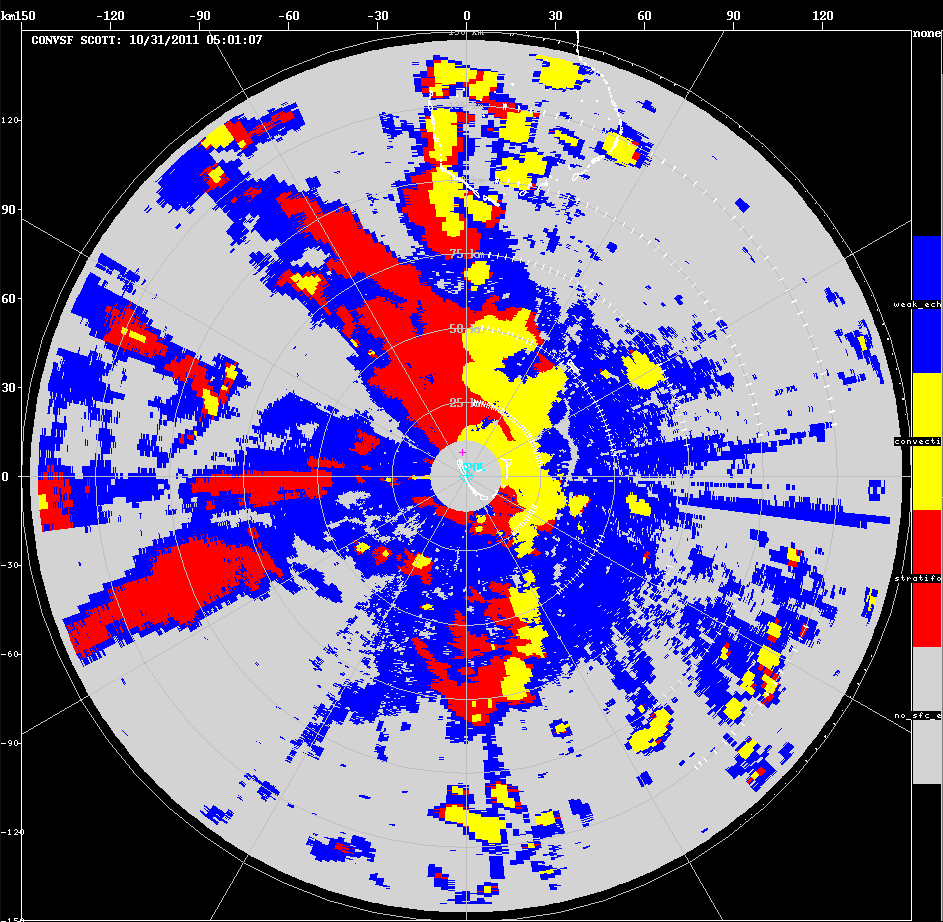 km150 -120 -90 -60 -30 0 30 60 90 120
none
CONVSF SCOTT: 10/31/2011 05:01:07
120
90
75 km
60
weak_ech
50 km
30
25 km
convecti
0
-30
stratifo
-60
no_sfc_e
-90
-120
-150